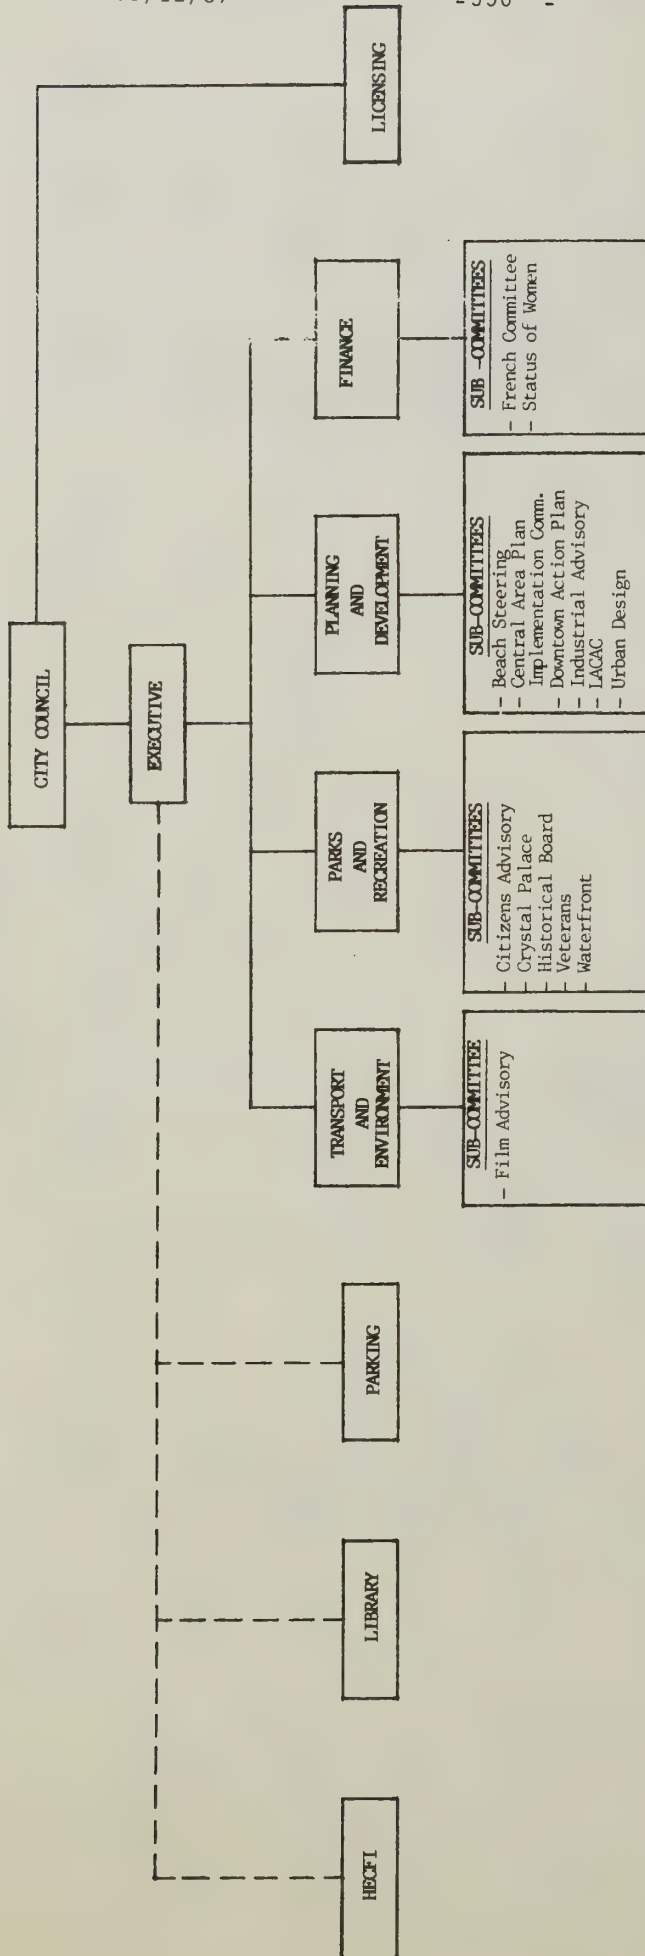 CITY COUNCIL
EXECUTIVE
LICENSING
HECFI
LIBRARY
PARKING
TRANSPORT
AND
ENVIRONMENT
PARKS
AND
RECREATION
PLANNING
AND
DEVELOPMENT
FINANCE
SUB-COMMITTEE
- Film Advisory
SUB-COMMITTEES
- Citizens Advisory
- Crystal Palace
- Historical Board
- Veterans
- Waterfront
SUB-COMMITTEES
- Beach Steering
- Central Area Plan
Implementation Comm.
- Downtown Action Plan
- Industrial Advisory
- LACAC
- Urban Design
SUB-COMMITTEES
- French Committee
- Status of Women